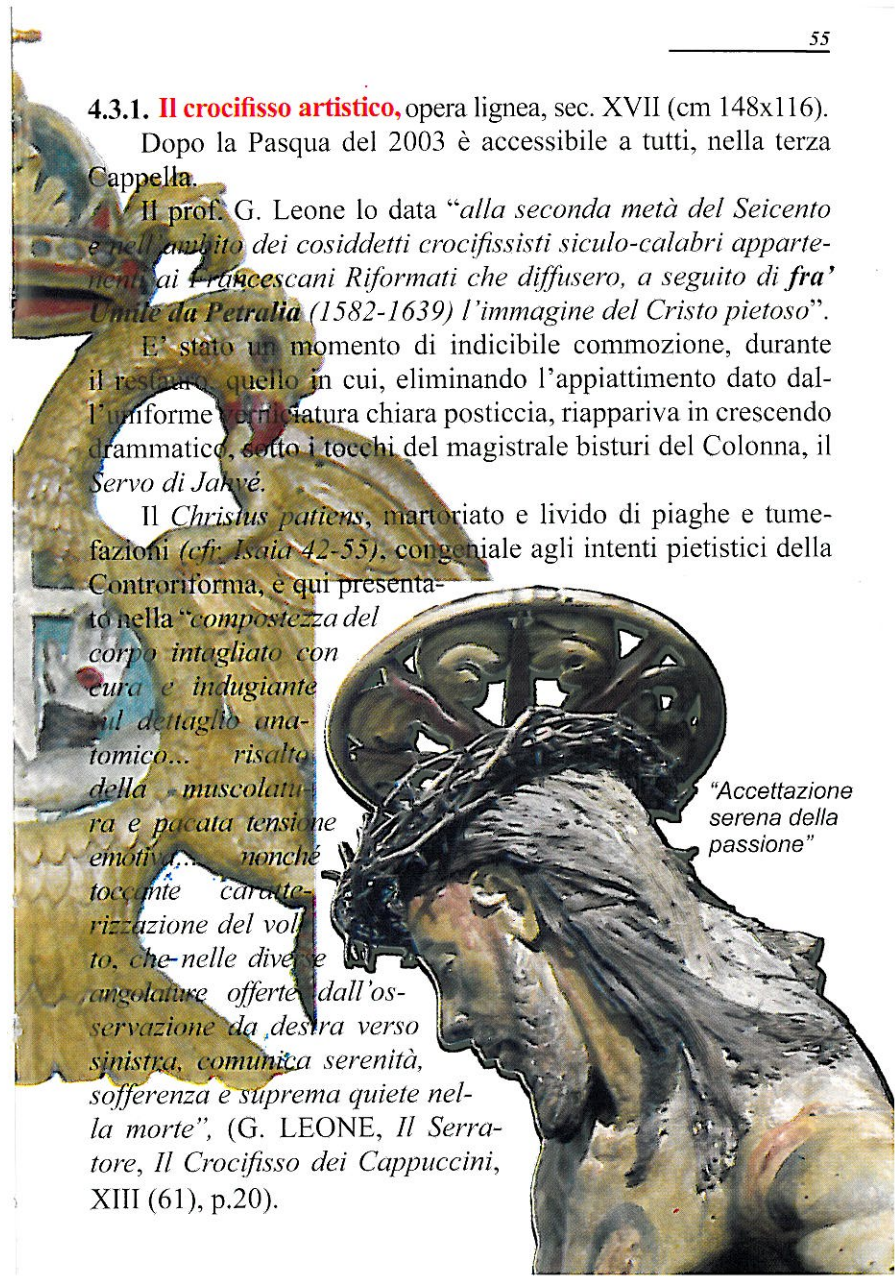 55
4.3.1. Il crocifisso artistico, opera lignea, sec. XVII (cm 148x116).
Dopo la Pasqua del 2003 è accessibile a tutti, nella terza
Cappella.
Il prof. G. Leone lo data “alla seconda metà del Seicento
e nell’ambito dei cosiddetti crocifissisti siculo-calabri apparte-
nenti ai Francescani Riformati che diffusero, a seguito di fra’
Umile da Petralia (1582-1639) l’immagine del Cristo pietoso”.
E’ stato un momento di indicibile commozione, durante
il restauro, quello in cui, eliminando l’appiattimento dato dal-
l’uniforme verniciatura chiara posticcia, riappariva in crescendo
drammatico, sotto i tocchi del magistrale bisturi del Colonna, il
Servo di Jahvé.
Il Christus patiens, martoriato e livido di piaghe e tume-
fazioni (cfr. Isaia 42-55), congeniale agli intenti pietistici della
Controriforma, è qui presenta-
to nella “compostezza del
corpo intagliato con
cura e indugiante
sul dettaglio ana-
tomico... risalto
della muscolatu-
ra e pacata tensione
emotiva,... nonché
toccante caratte-
rizzazione del vol-
to, che nelle diverse
angolature offerte dall’os-
servazione da destra verso
sinistra, comunica serenità,
sofferenza e suprema quiete nel-
la morte”, (G. LEONE, Il Serra-
tore, Il Crocifisso dei Cappuccini,
XIII (61), p.20).
“Accettazione
serena della
passione”